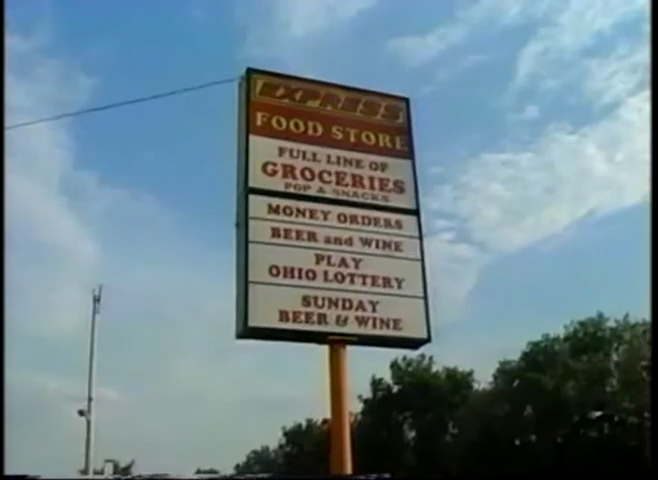 EXPRESS
FOOD STORE
FULL LINE OF
GROCERIES
POP & SNACKS
MONEY ORDERS
BEER and WINE
PLAY
OHIO LOTTERY
SUNDAY
BEER & WINE